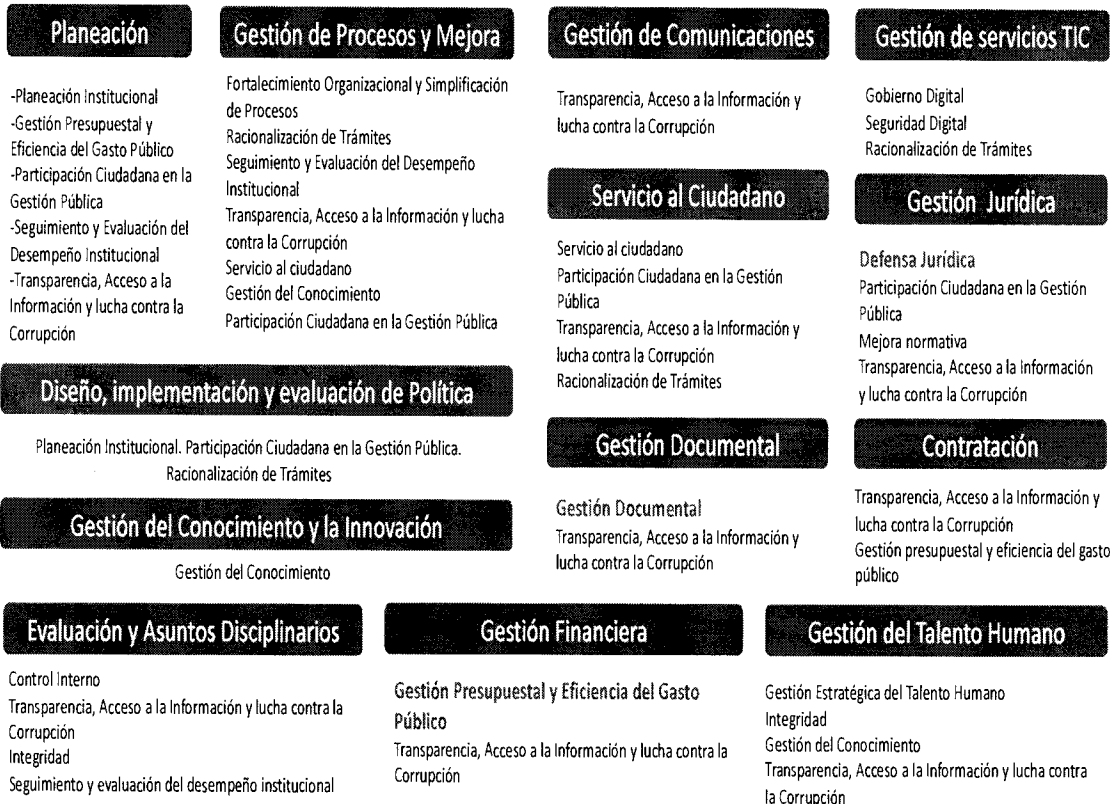 Planeación
-Planeación Institucional
-Gestión Presupuestal y
Eficiencia del Gasto Público
-Participación Ciudadana en la
Gestión Pública
-Seguimiento y Evaluación del
Desempeño Institucional
-Transparencia, Acceso a la
Información y lucha contra la
Corrupción
Gestión de Procesos y Mejora
Fortalecimiento Organizacional y Simplificación
de Procesos
Racionalización de Trámites
Seguimiento y Evaluación del Desempeño
Institucional
Transparencia, Acceso a la Información y lucha
contra la Corrupción
Servicio al ciudadano
Gestión del Conocimiento
Participación Ciudadana en la Gestión Pública
Gestión de Comunicaciones
Transparencia, Acceso a la Información y
lucha contra la Corrupción
Gestión de servicios TIC
Gobierno Digital
Seguridad Digital
Racionalización de Trámites
Servicio al Ciudadano
Servicio al ciudadano
Participación Ciudadana en la Gestión
Pública
Transparencia, Acceso a la Información y
lucha contra la Corrupción
Racionalización de Trámites
Gestión Jurídica
Defensa Jurídica
Participación Ciudadana en la Gestión
Pública
Mejora normativa
Transparencia, Acceso a la Información
y lucha contra la Corrupción
Diseño, implementación y evaluación de Política
Planeación Institucional. Participación Ciudadana en la Gestión Pública.
Racionalización de Trámites
Gestión del Conocimiento y la Innovación
Gestión del Conocimiento
Gestión Documental
Gestión Documental
Transparencia, Acceso a la Información y
lucha contra la Corrupción
Contratación
Transparencia, Acceso a la Información y
lucha contra la Corrupción
Gestión presupuestal y eficiencia del gasto
público
Evaluación y Asuntos Disciplinarios
Control Interno
Transparencia, Acceso a la Información y lucha contra la
Corrupción
Integridad
Seguimiento y evaluación del desempeño institucional
Gestión Financiera
Gestión Presupuestal y Eficiencia del Gasto
Público
Transparencia, Acceso a la Información y lucha contra la
Corrupción
Gestión del Talento Humano
Gestión Estratégica del Talento Humano
Integridad
Gestión del Conocimiento
Transparencia, Acceso a la Información y lucha contra
la Corrupción